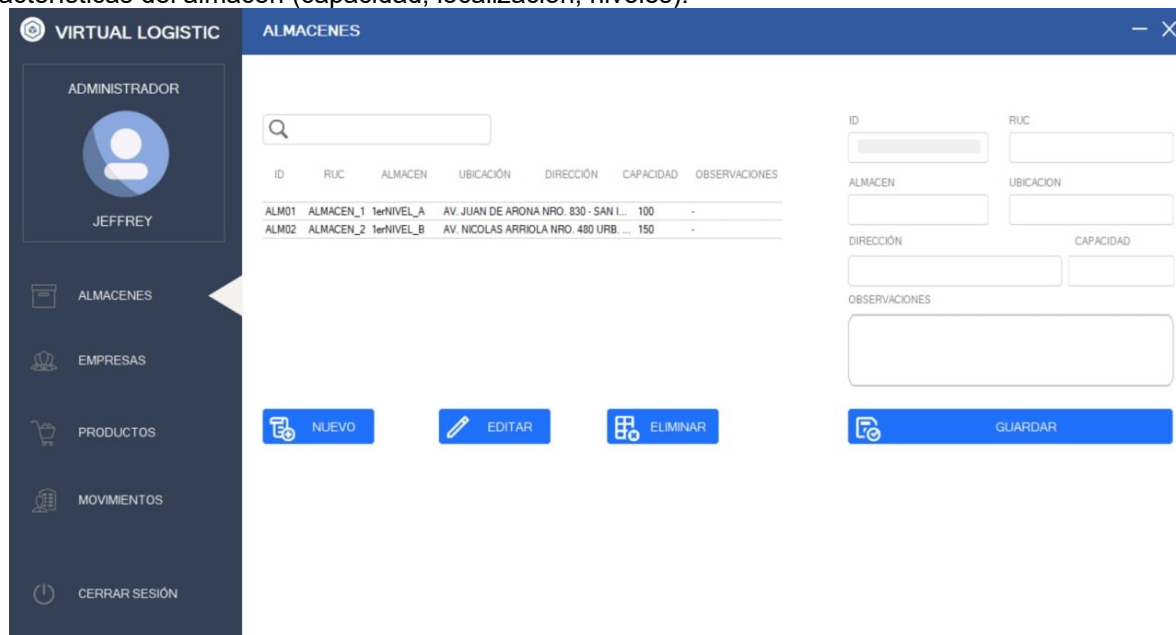 características del almacén (capacidad, localización, niveles).
VIRTUAL LOGISTIC
ALMACENES
ADMINISTRADOR
JEFFREY
ALMACENES
EMPRESAS
PRODUCTOS
MOVIMIENTOS
CERRAR SESIÓN
ID RUC ALMACEN UBICACIÓN DIRECCIÓN CAPACIDAD OBSERVACIONES
ALM01 ALMACEN_1 1erNIVEL_A AV. JUAN DE ARONA NRO. 830 - SAN I... 100 -
ALM02 ALMACEN_2 1erNIVEL_B AV. NICOLAS ARRIOLA NRO. 480 URB. ... 150 -
NUEVO EDITAR ELIMINAR
ID RUC
ALMACEN UBICACION
DIRECCIÓN CAPACIDAD
OBSERVACIONES
GUARDAR